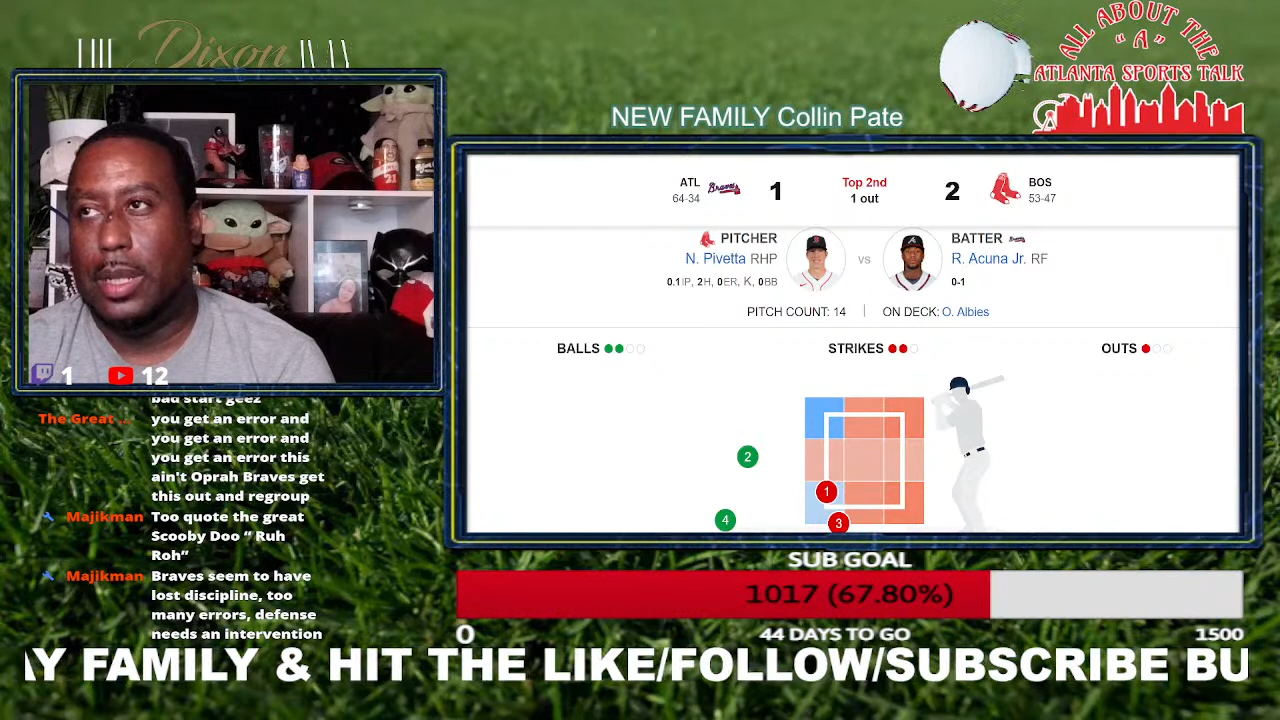 Dixon
ALL ABOUT THE
"A"
ATLANTA SPORTS TALK
NEW FAMILY Collin Pate
ATL
64-34
Braves
1
Top 2nd
1 out
2
BOS
53-47
PITCHER
N. Pivetta RHP
0.1 IP, 2 H, 0 ER, K, 0 BB
vs
BATTER
R. Acuna Jr. RF
0-1
PITCH COUNT: 14
ON DECK: O. Albies
BALLS
STRIKES
OUTS
2
1
4
3
1
12
bad start geez
The Great ... you get an error and
you get an error and
you get an error this
ain't Oprah Braves get
this out and regroup
Majikman Too quote the great
Scooby Doo “ Ruh
Roh”
Majikman Braves seem to have
lost discipline, too
many errors, defense
needs an intervention
SUB GOAL
1017 (67.80%)
0
44 DAYS TO GO
1500
AY FAMILY & HIT THE LIKE/FOLLOW/SUBSCRIBE BU